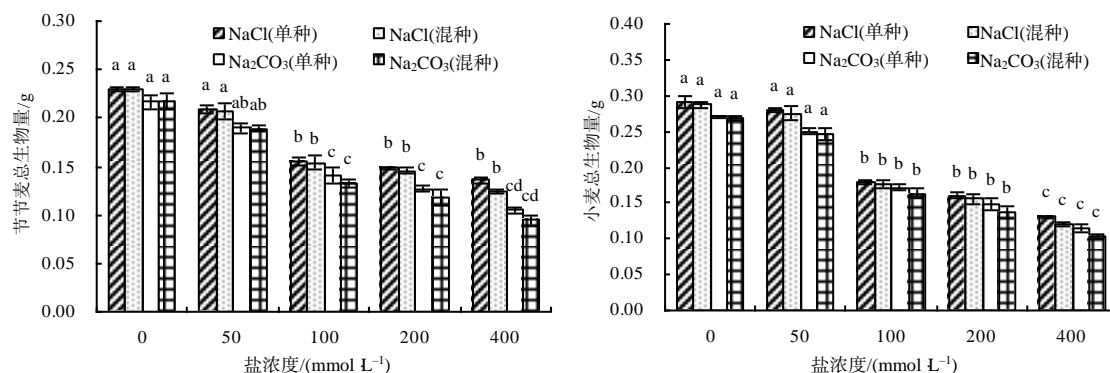 0.30
0.25
0.20
0.15
0.10
0.05
0.00
节节麦总生物量/g
NaCl(单种) NaCl(混种)
Na₂CO₃(单种) Na₂CO₃(混种)
a a a a
a a ab ab
b b c c
b b c c
b b cd cd
0 50 100 200 400
盐浓度/(mmol L⁻¹)
0.40
0.35
0.30
0.25
0.20
0.15
0.10
0.05
0.00
小麦总生物量/g
NaCl(单种) NaCl(混种)
Na₂CO₃(单种) Na₂CO₃(混种)
a a a a
a a a a
b b b b
b b b b
c c c c
0 50 100 200 400
盐浓度/(mmol L⁻¹)